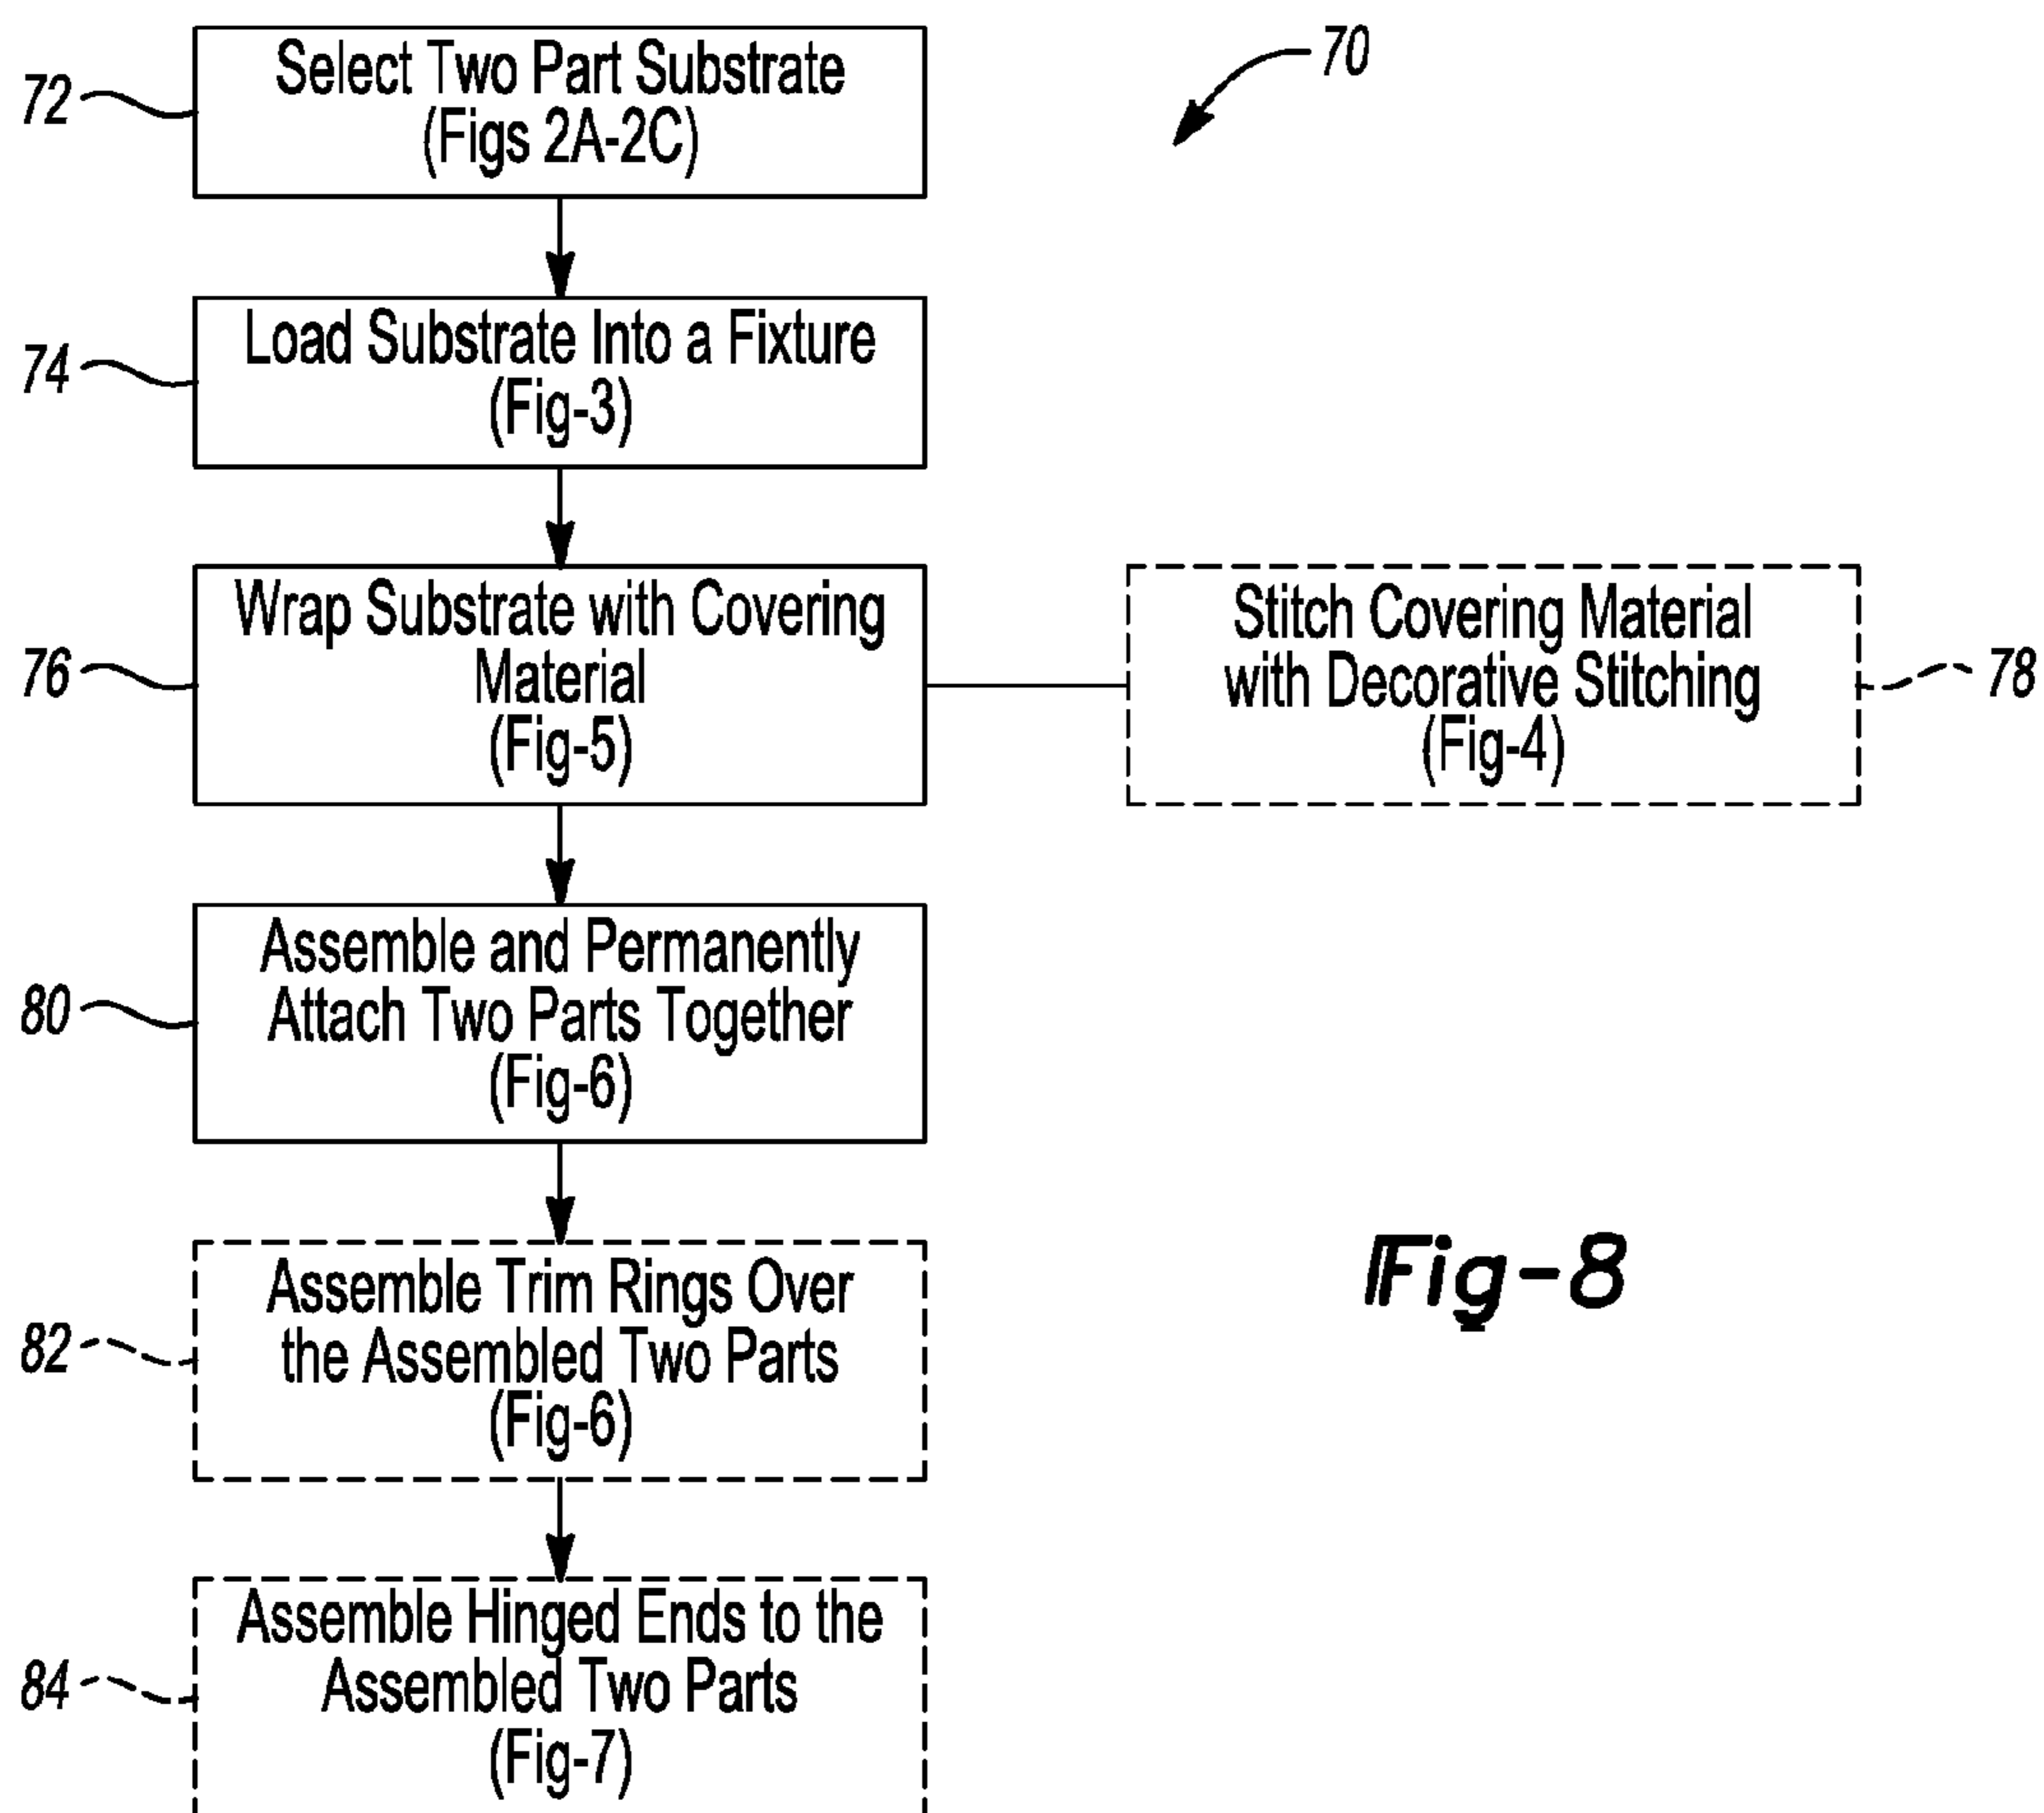 70
72
Select Two Part Substrate
(Figs 2A-2C)
74
Load Substrate Into a Fixture
(Fig-3)
76
Wrap Substrate with Covering
Material
(Fig-5)
Stitch Covering Material
with Decorative Stitching
(Fig-4)
78
80
Assemble and Permanently
Attach Two Parts Together
(Fig-6)
82
Assemble Trim Rings Over
the Assembled Two Parts
(Fig-6)
84
Assemble Hinged Ends to the
Assembled Two Parts
(Fig-7)
Fig-8